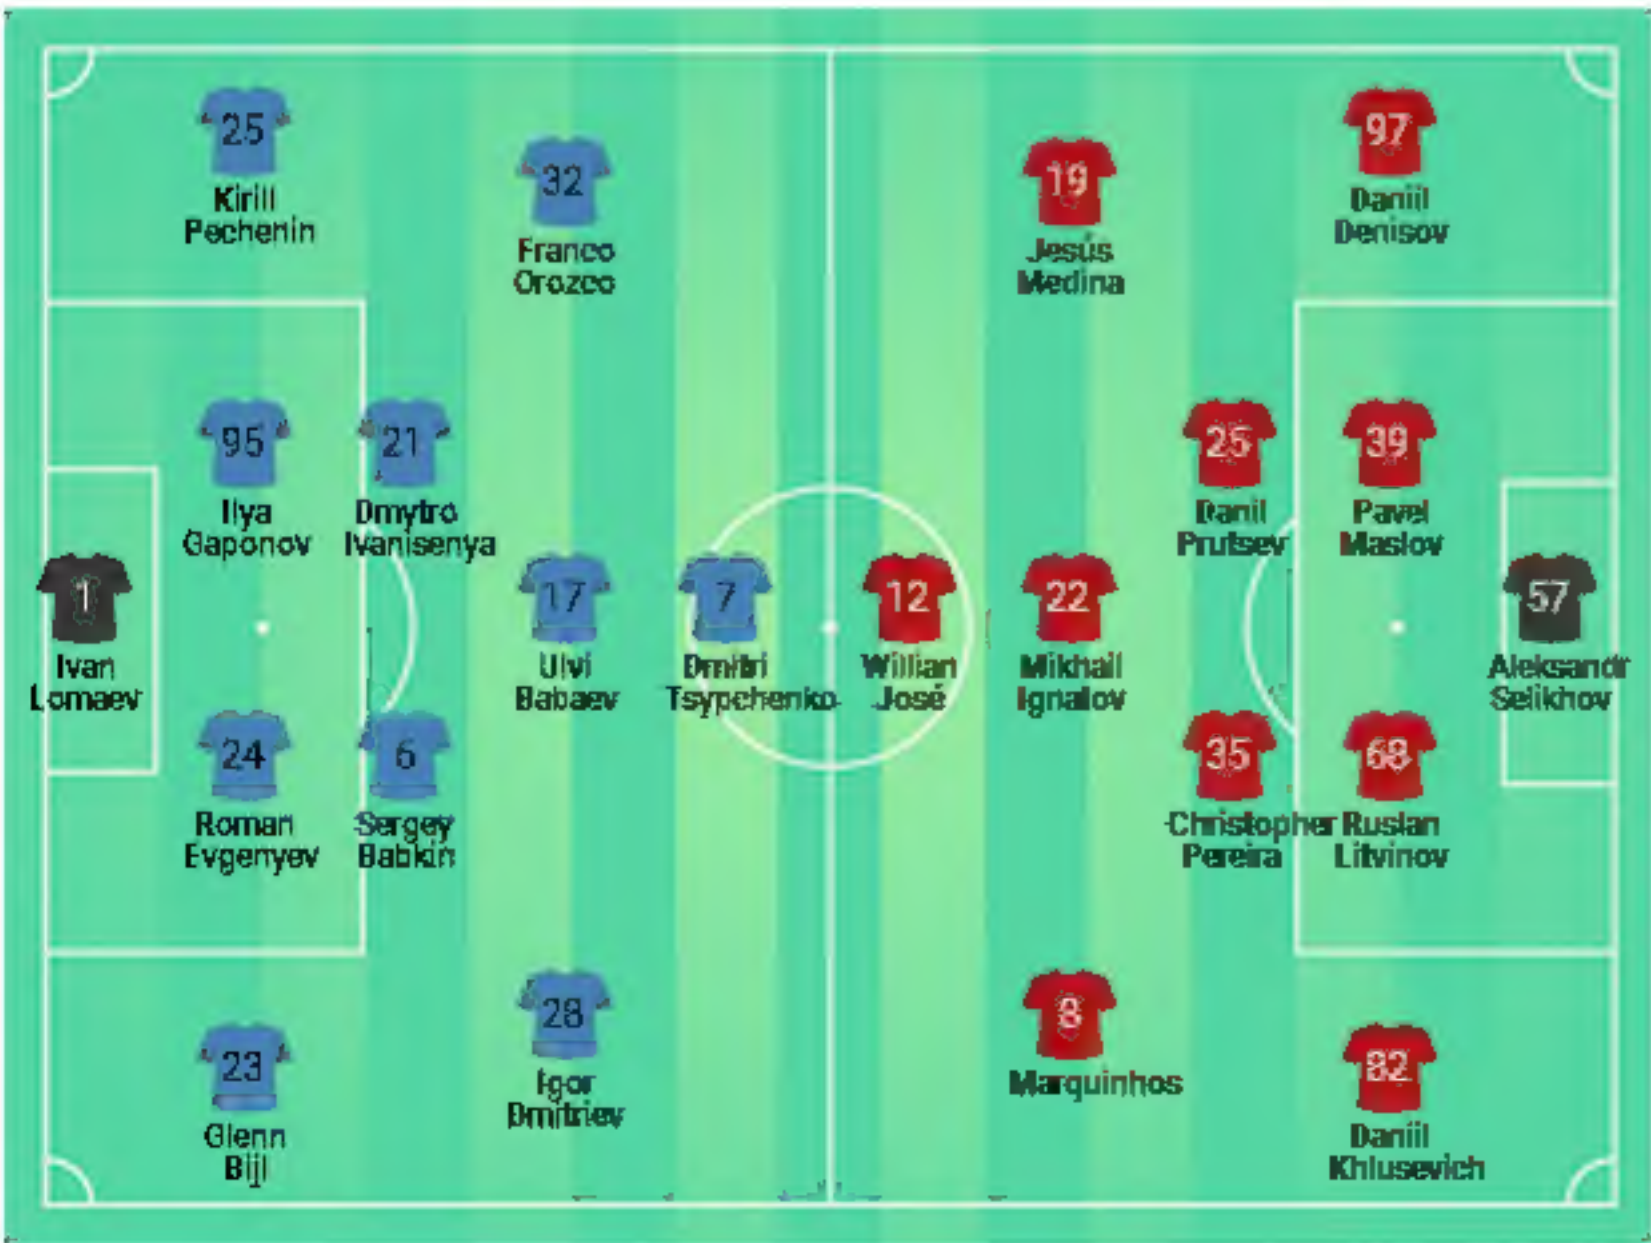 25
Kirill
Pechenin
32
Franco
Orozco
19
Jesús
Medina
97
Daniil
Denisov
95
Ilya
Gaponov
21
Dmytro
Ivanisenya
25
Danil
Prutsev
39
Pavel
Maslov
1
Ivan
Lomaev
17
Ulvi
Babaev
7
Dmitri
Tsypchenko
12
Willian
José
22
Mikhail
Ignatov
57
Aleksandr
Selikhov
24
Roman
Evgenyev
6
Sergey
Babkin
35
Christopher
Pereira
68
Ruslan
Litvinov
23
Glenn
Bijl
28
Igor
Dmitriev
8
Marquinhos
82
Daniil
Khlusevich